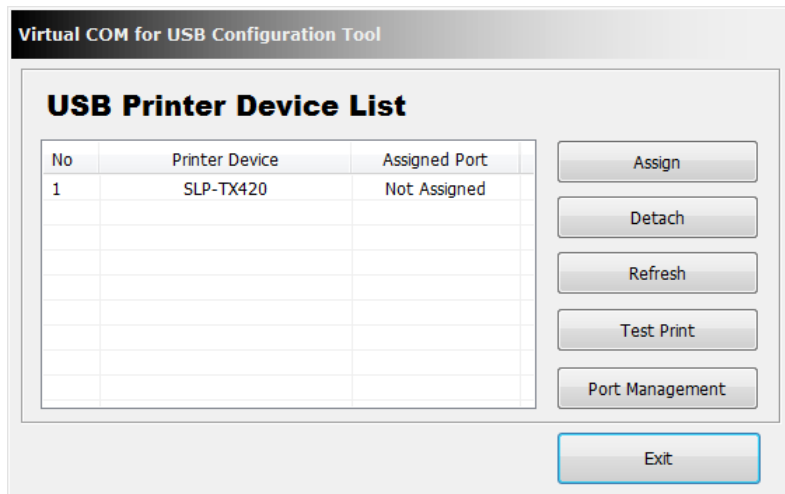 Virtual COM for USB Configuration Tool
USB Printer Device List
No Printer Device Assigned Port
1 SLP-TX420 Not Assigned
Assign
Detach
Refresh
Test Print
Port Management
Exit